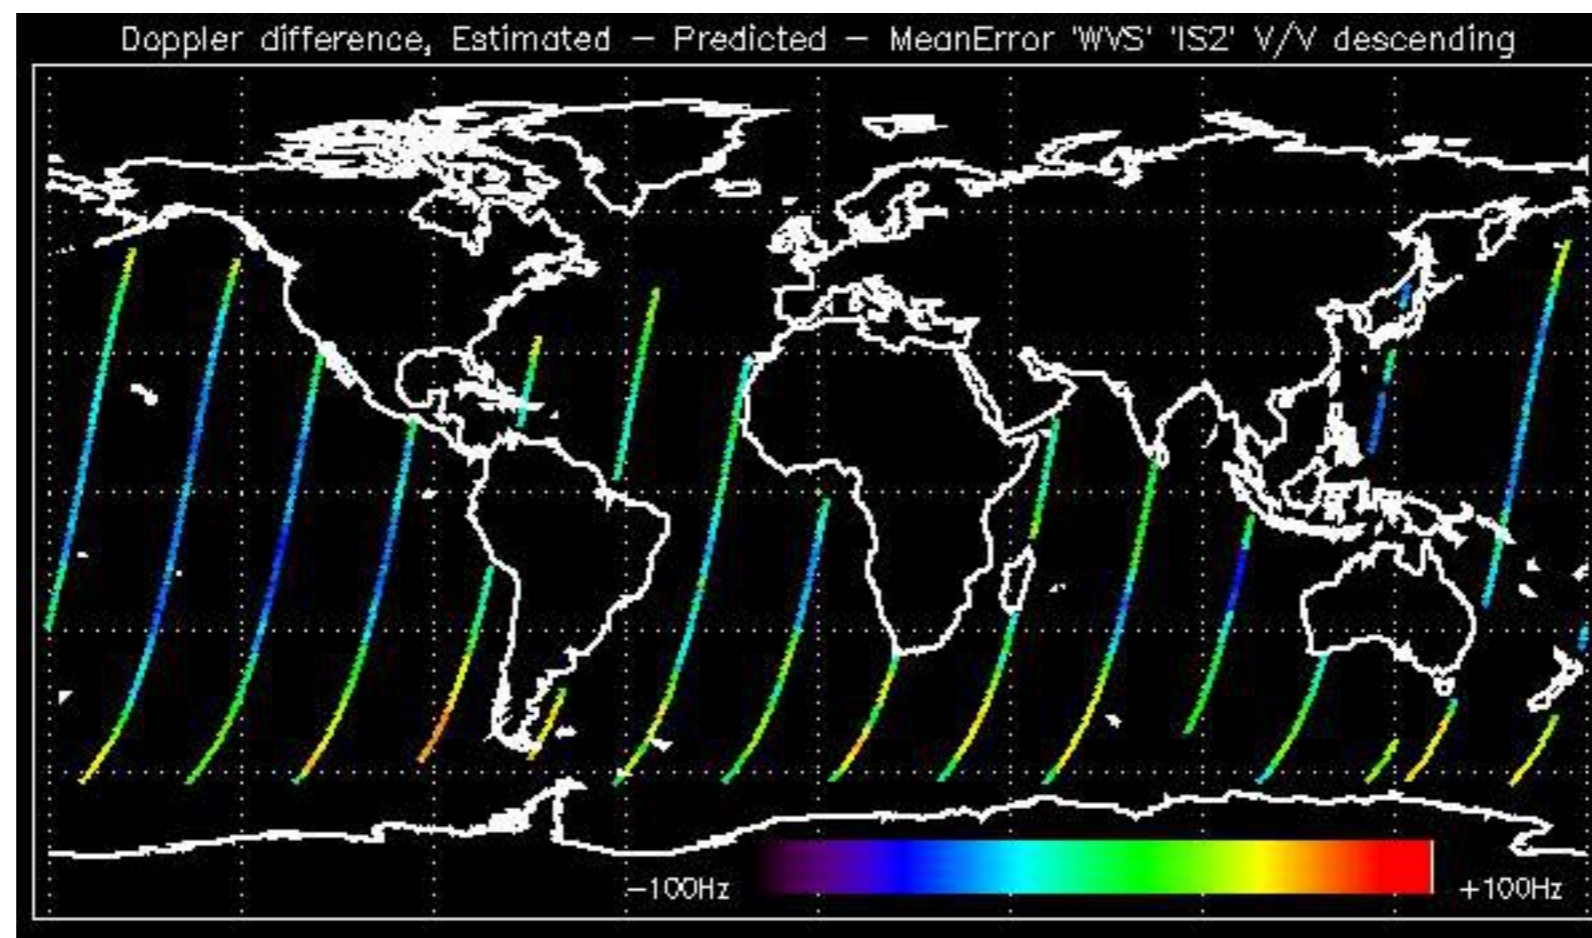 Doppler difference, Estimated – Predicted – MeanError 'WVS' 'IS2' V/V descending
–100Hz
+100Hz